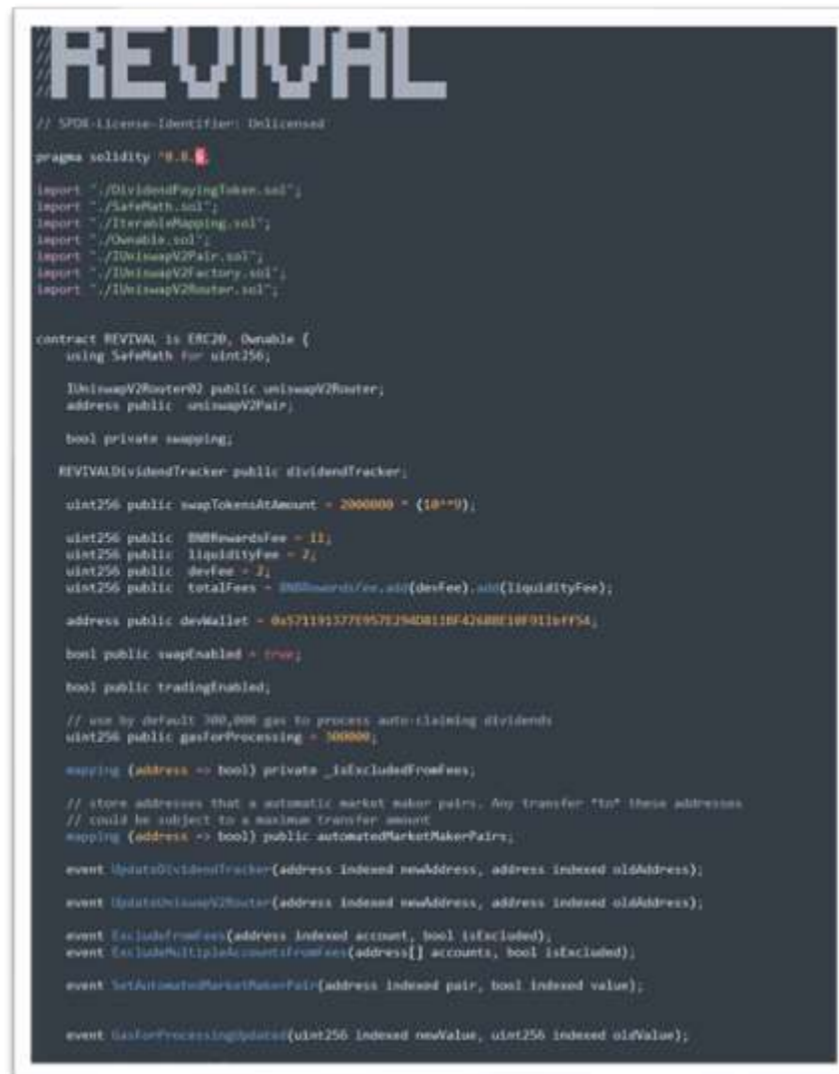 //
//REVIVAL
//
//
// SPDX-License-Identifier: Unlicensed
pragma solidity ^0.8.6;
import "./DividendPayingToken.sol";
import "./SafeMath.sol";
import "./IterableMapping.sol";
import "./Ownable.sol";
import "./IUniswapV2Pair.sol";
import "./IUniswapV2Factory.sol";
import "./IUniswapV2Router.sol";
contract REVIVAL is ERC20, Ownable {
using SafeMath for uint256;
IUniswapV2Router02 public uniswapV2Router;
address public uniswapV2Pair;
bool private swapping;
REVIVALDividendTracker public dividendTracker;
uint256 public swapTokensAtAmount = 2000000 * (10**9);
uint256 public BNBRewardsFee = 11;
uint256 public liquidityFee = 2;
uint256 public devFee = 2;
uint256 public totalFees = BNBRewardsFee.add(devFee).add(liquidityFee);
address public devWallet =
bool public swapEnabled = true;
bool public tradingEnabled;
// use by default 300,000 gas to process auto-claiming dividends
uint256 public gasForProcessing = 300000;
mapping (address => bool) private _isExcludedFromFees;
// store addresses that a automatic market maker pairs. Any transfer *to* these addresses
// could be subject to a maximum transfer amount
mapping (address => bool) public automatedMarketMakerPairs;
event UpdateDividendTracker(address indexed newAddress, address indexed oldAddress);
event UpdateUniswapV2Router(address indexed newAddress, address indexed oldAddress);
event ExcludeFromFees(address indexed account, bool isExcluded);
event ExcludeMultipleAccountsFromFees(address[] accounts, bool isExcluded);
event SetAutomatedMarketMakerPair(address indexed pair, bool indexed value);
event GasForProcessingUpdated(uint256 indexed newValue, uint256 indexed oldValue);